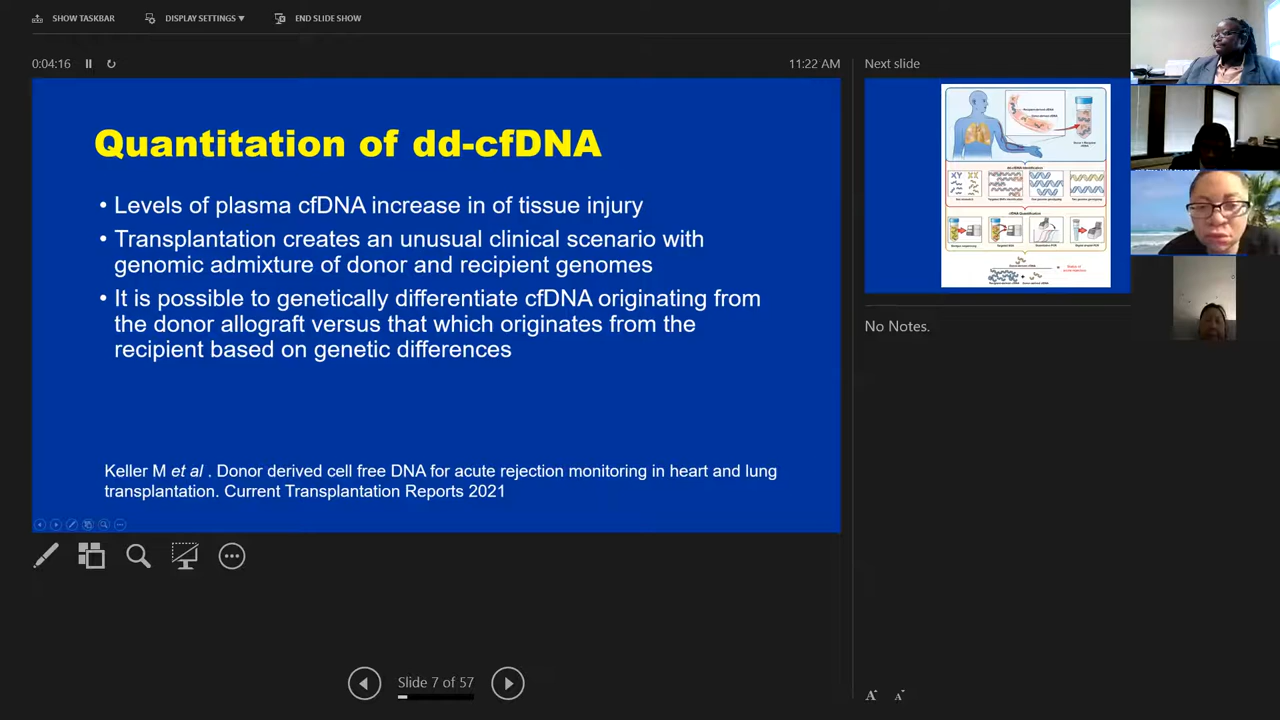 SHOW TASKBAR DISPLAY SETTINGS ▼ END SLIDE SHOW
0:04:16 11:22 AM Next slide
Quantitation of dd-cfDNA
• Levels of plasma cfDNA increase in of tissue injury
• Transplantation creates an unusual clinical scenario with
genomic admixture of donor and recipient genomes
• It is possible to genetically differentiate cfDNA originating from
the donor allograft versus that which originates from the
recipient based on genetic differences
Keller M et al . Donor derived cell free DNA for acute rejection monitoring in heart and lung
transplantation. Current Transplantation Reports 2021
No Notes.
Slide 7 of 57
A A